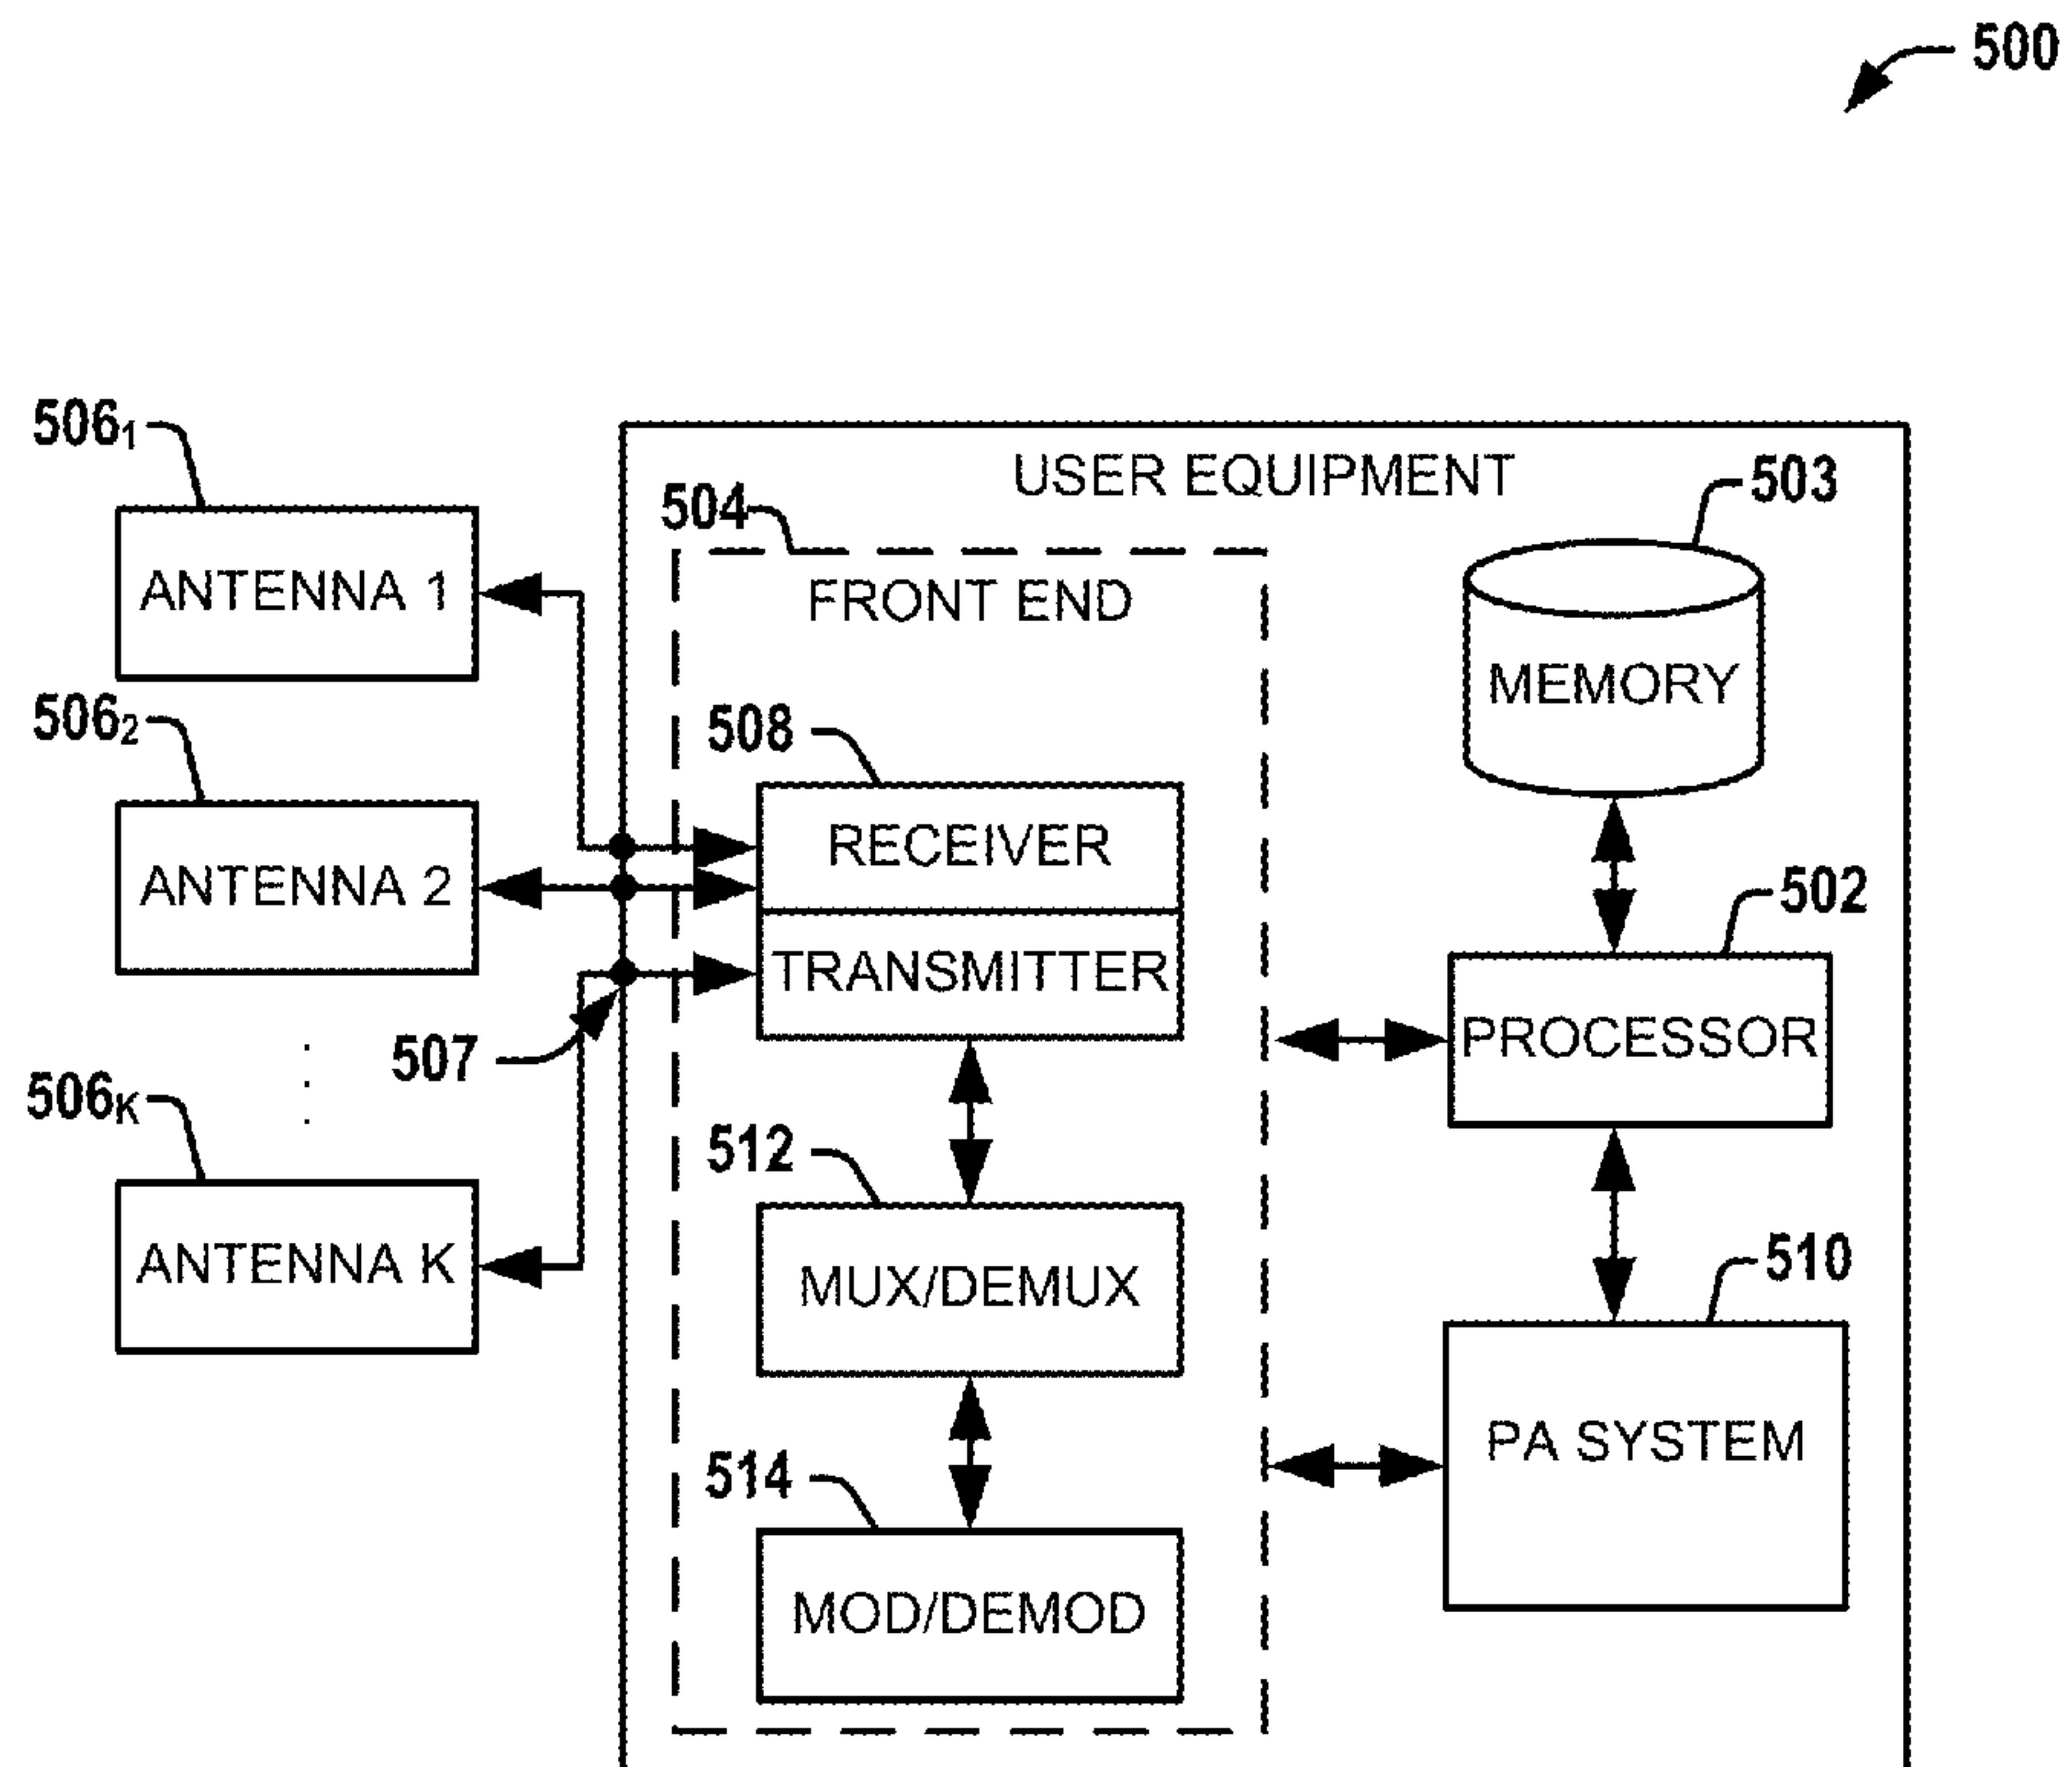 500
506₁
USER EQUIPMENT
503
504
ANTENNA 1
FRONT END
MEMORY
506₂
508
RECEIVER
ANTENNA 2
502
TRANSMITTER
PROCESSOR
507
506ₖ
512
510
ANTENNA K
MUX/DEMUX
PA SYSTEM
514
MOD/DEMOD